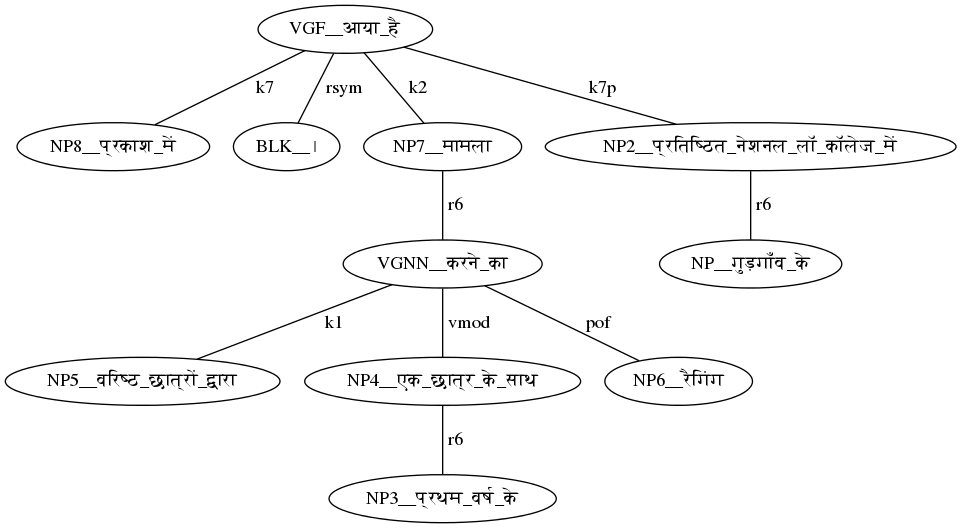 VGF__आया_है
k7 rsym k2 k7p
NP8__प्रकाश_में BLK__। NP7__मामला NP2__प्रतिष्ठित_नेशनल_लॉ_कॉलेज_में
r6 r6
VGNN__करने_का NP__गुड़गाँव_के
k1 vmod pof
NP5__वरिष्ठ_छात्रों_द्वारा NP4__एक_छात्र_के_साथ NP6__रैगिंग
r6
NP3__प्रथम_वर्ष_के